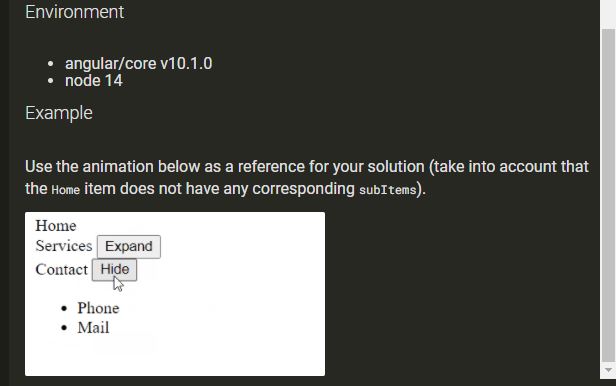 Environment
• angular/core v10.1.0
• node 14
Example
Use the animation below as a reference for your solution (take into account that
the Home item does not have any corresponding subItems).
Home
Services Expand
Contact Hide
• Phone
• Mail